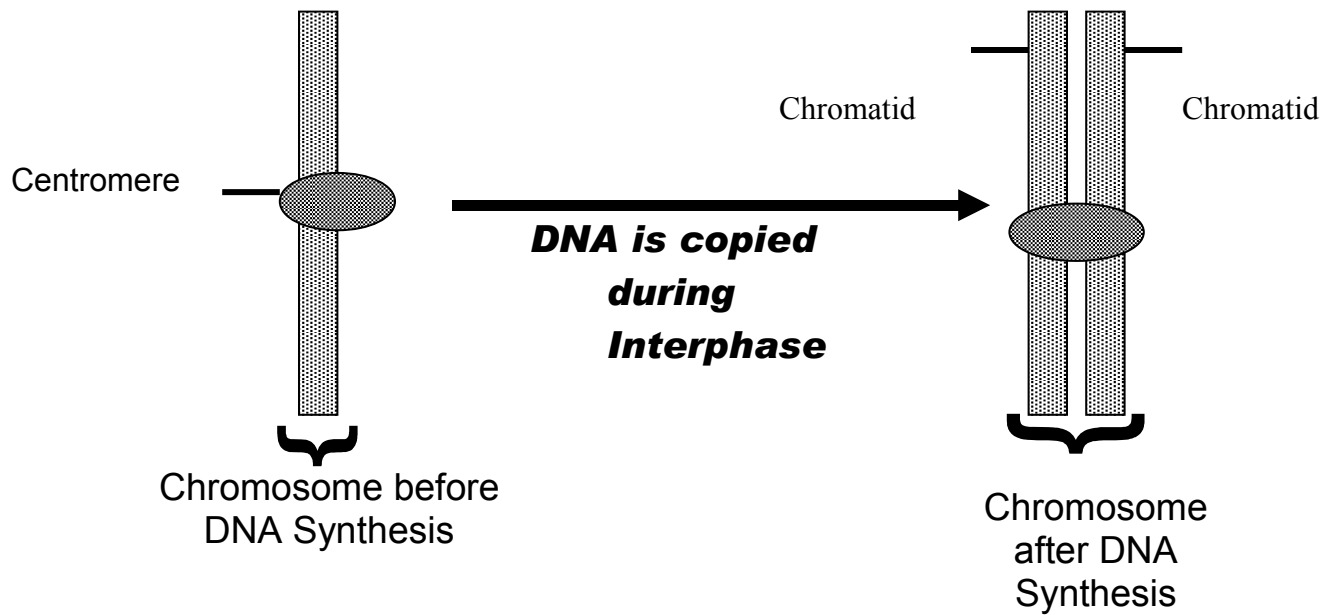 Chromatid
Chromatid
Centromere
DNA is copied
during
Interphase
Chromosome before
DNA Synthesis
Chromosome
after DNA
Synthesis